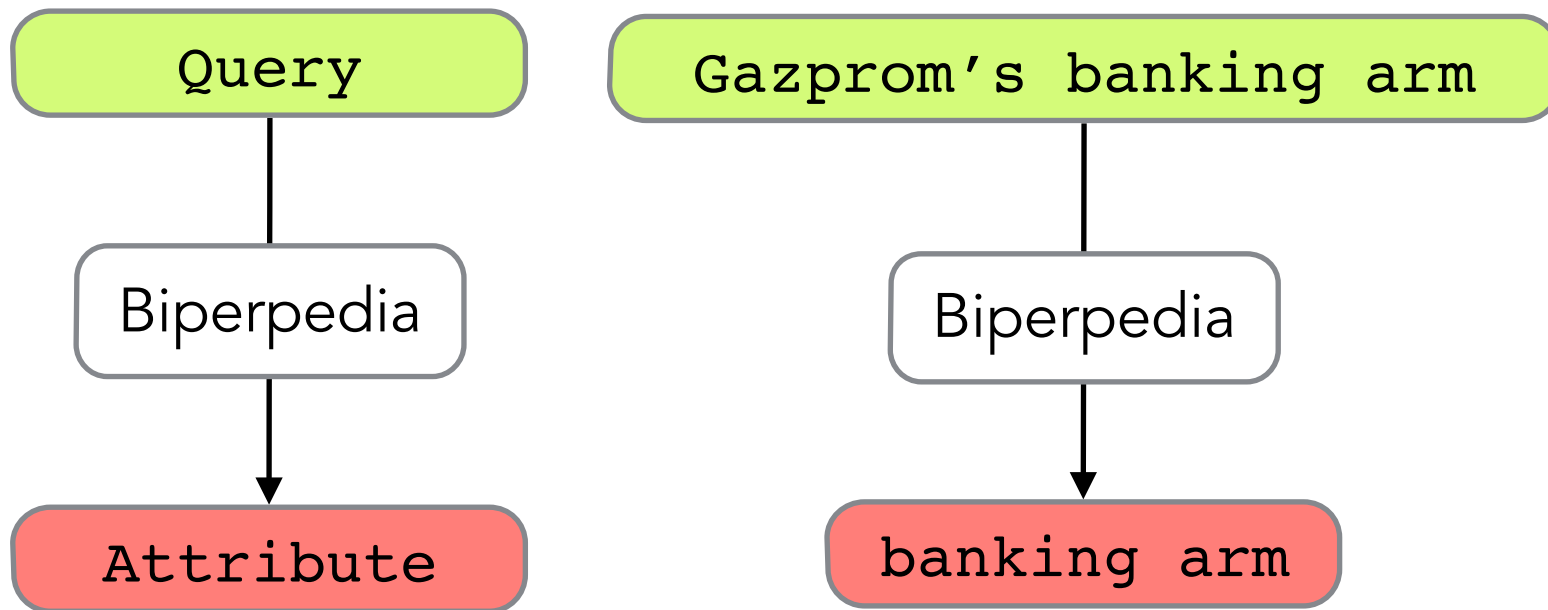 Query
Gazprom’s banking arm
Biperpedia
Biperpedia
Attribute
banking arm